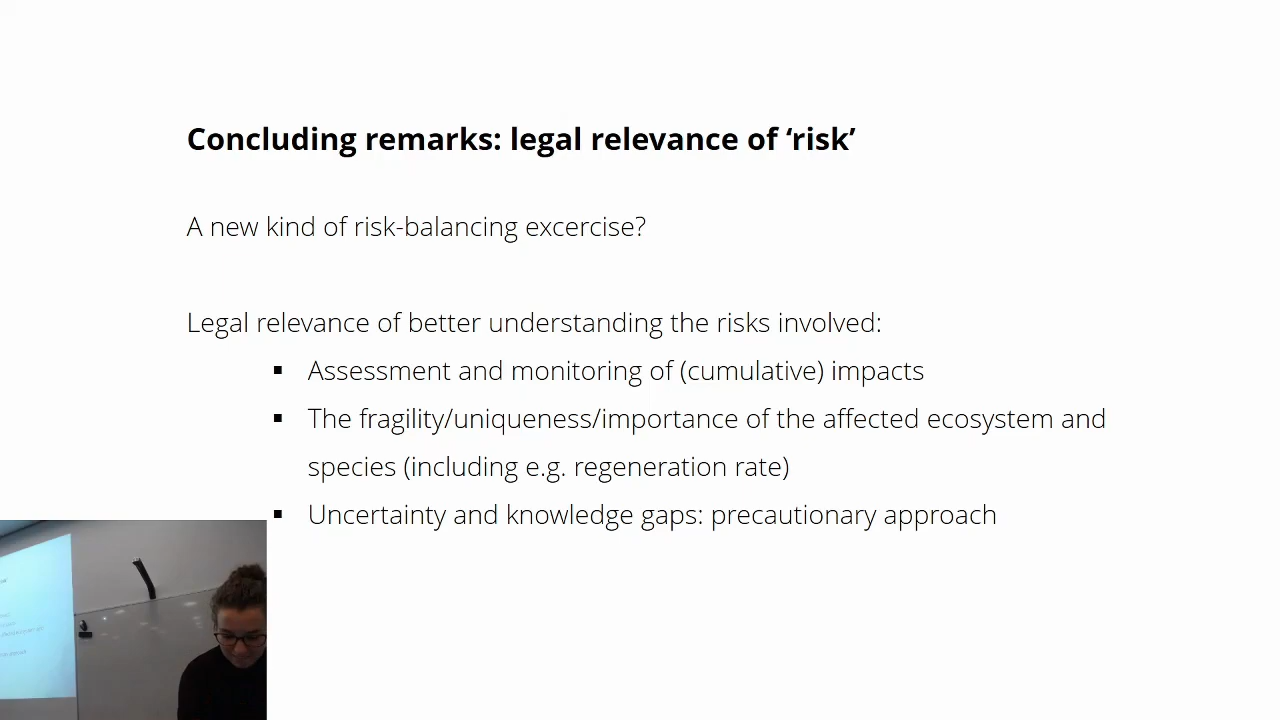 Concluding remarks: legal relevance of ‘risk’
A new kind of risk-balancing excercise?
Legal relevance of better understanding the risks involved:
▪ Assessment and monitoring of (cumulative) impacts
▪ The fragility/uniqueness/importance of the affected ecosystem and
species (including e.g. regeneration rate)
▪ Uncertainty and knowledge gaps: precautionary approach